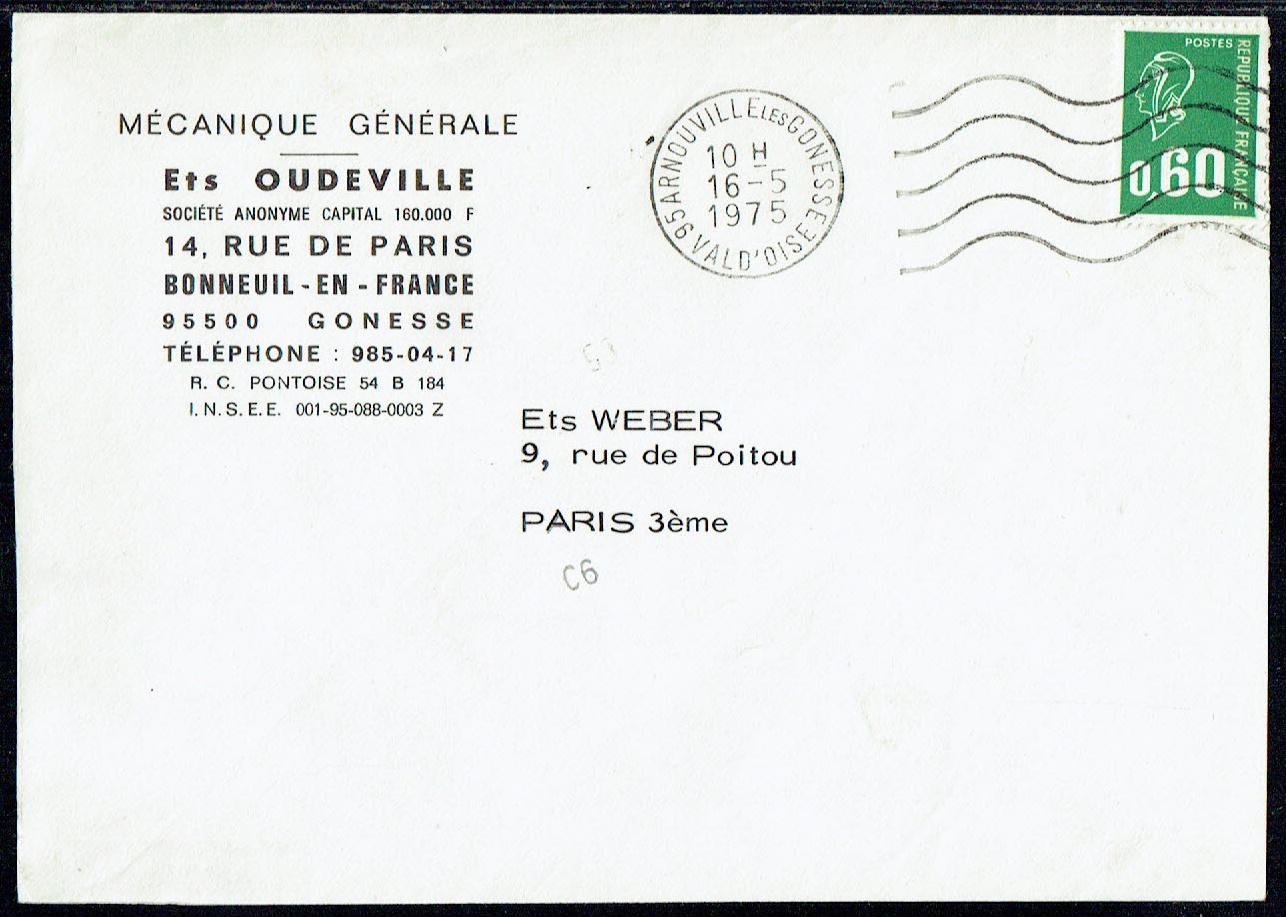 MÉCANIQUE GÉNÉRALE
Ets OUDEVILLE
SOCIÉTÉ ANONYME CAPITAL 160.000 F
14, RUE DE PARIS
BONNEUIL - EN - FRANCE
95500 GONESSE
TÉLÉPHONE : 985-04-17
R. C. PONTOISE 54 B 184
I. N. S. E. E. 001-95-088-0003 Z
95 ARNOUVILLE LES GONESSE
10 H
16-5
1975
VAL D'OISE
POSTES
REPUBLIQUE FRANÇAISE
0,60
Ets WEBER
9, rue de Poitou
PARIS 3ème
C6